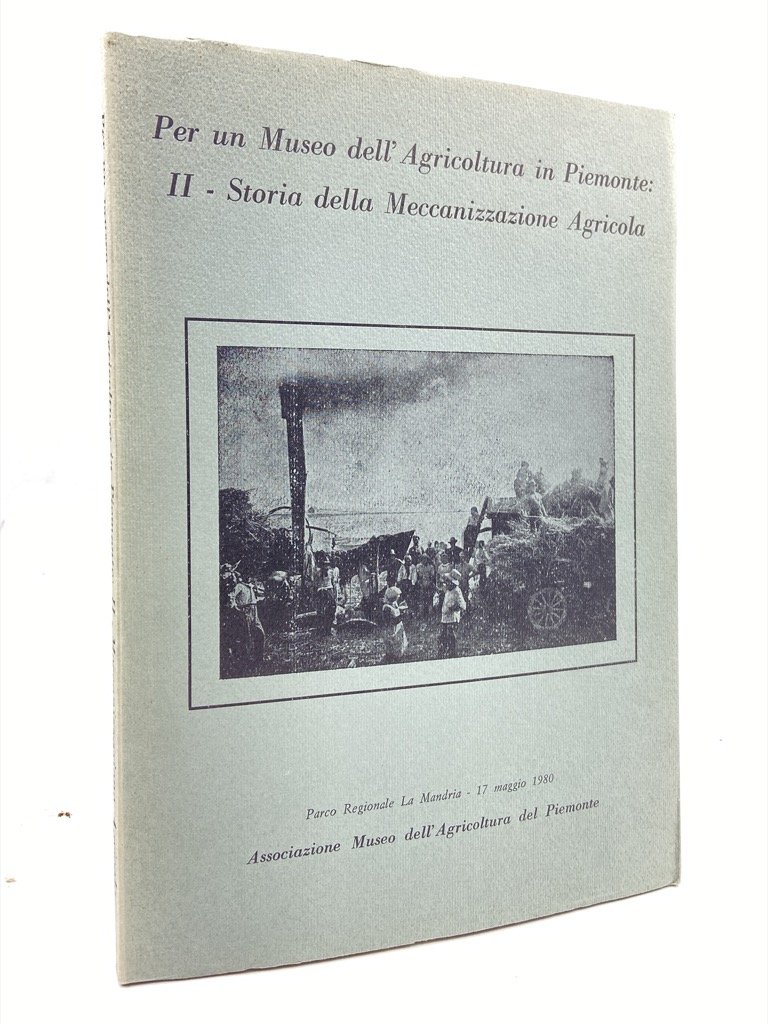 Per un Museo dell'Agricoltura in Piemonte:
II - Storia della Meccanizzazione Agricola
Parco Regionale La Mandria - 17 maggio 1980
Associazione Museo dell'Agricoltura del Piemonte